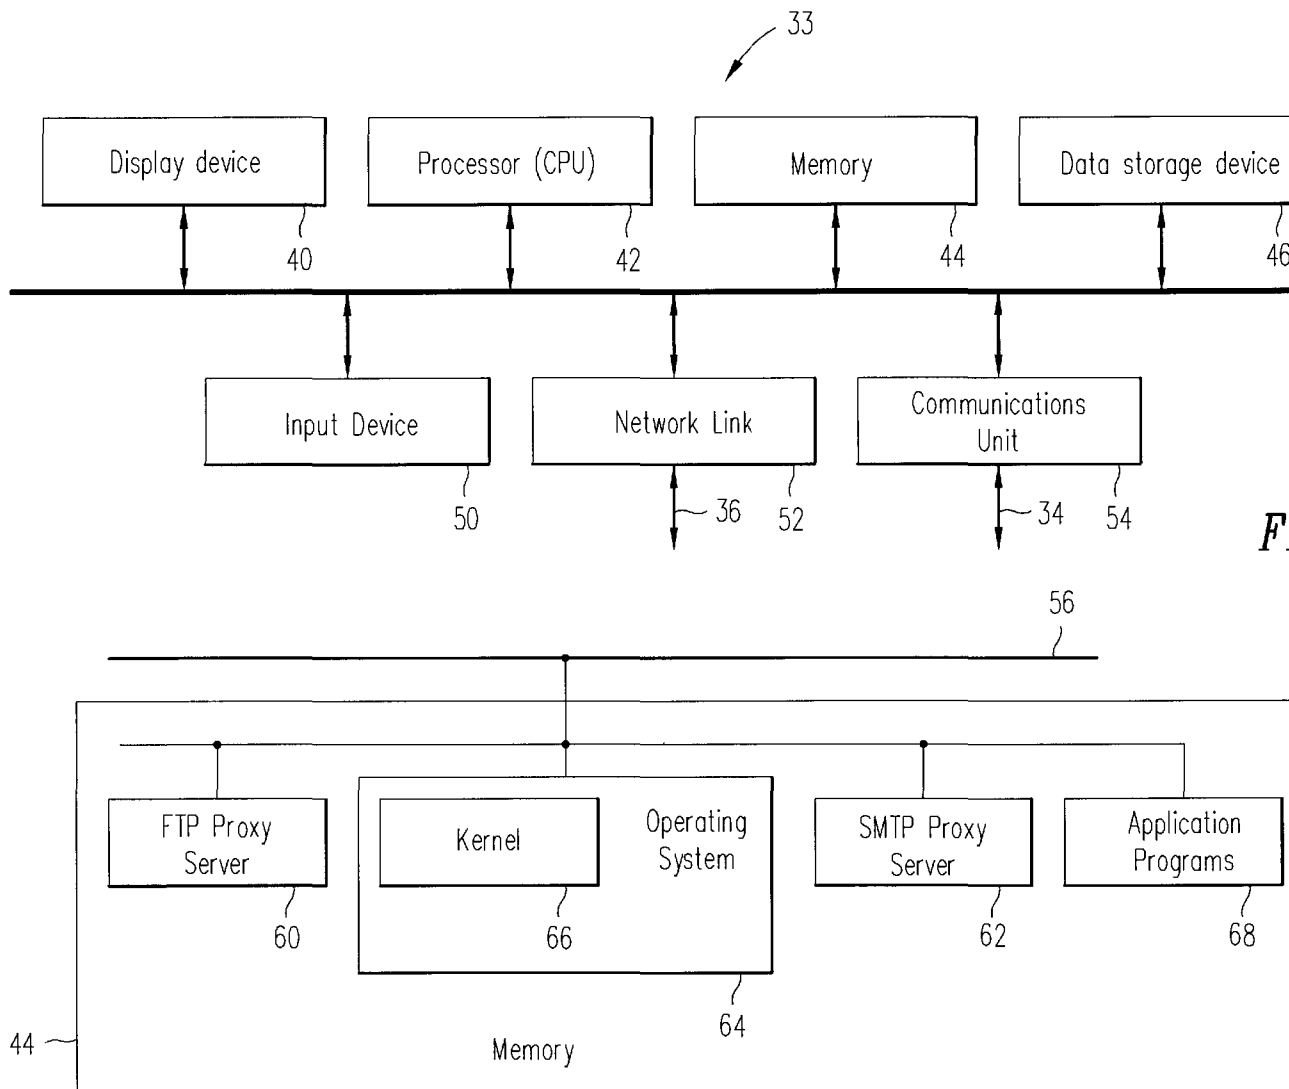 33
Display device
Processor (CPU)
Memory
Data storage device
40
42
44
46
Input Device
Network Link
Communications
Unit
50
36
52
34
54
F
56
FTP Proxy
Server
Kernel
Operating
System
SMTP Proxy
Server
Application
Programs
60
66
62
68
64
44
Memory